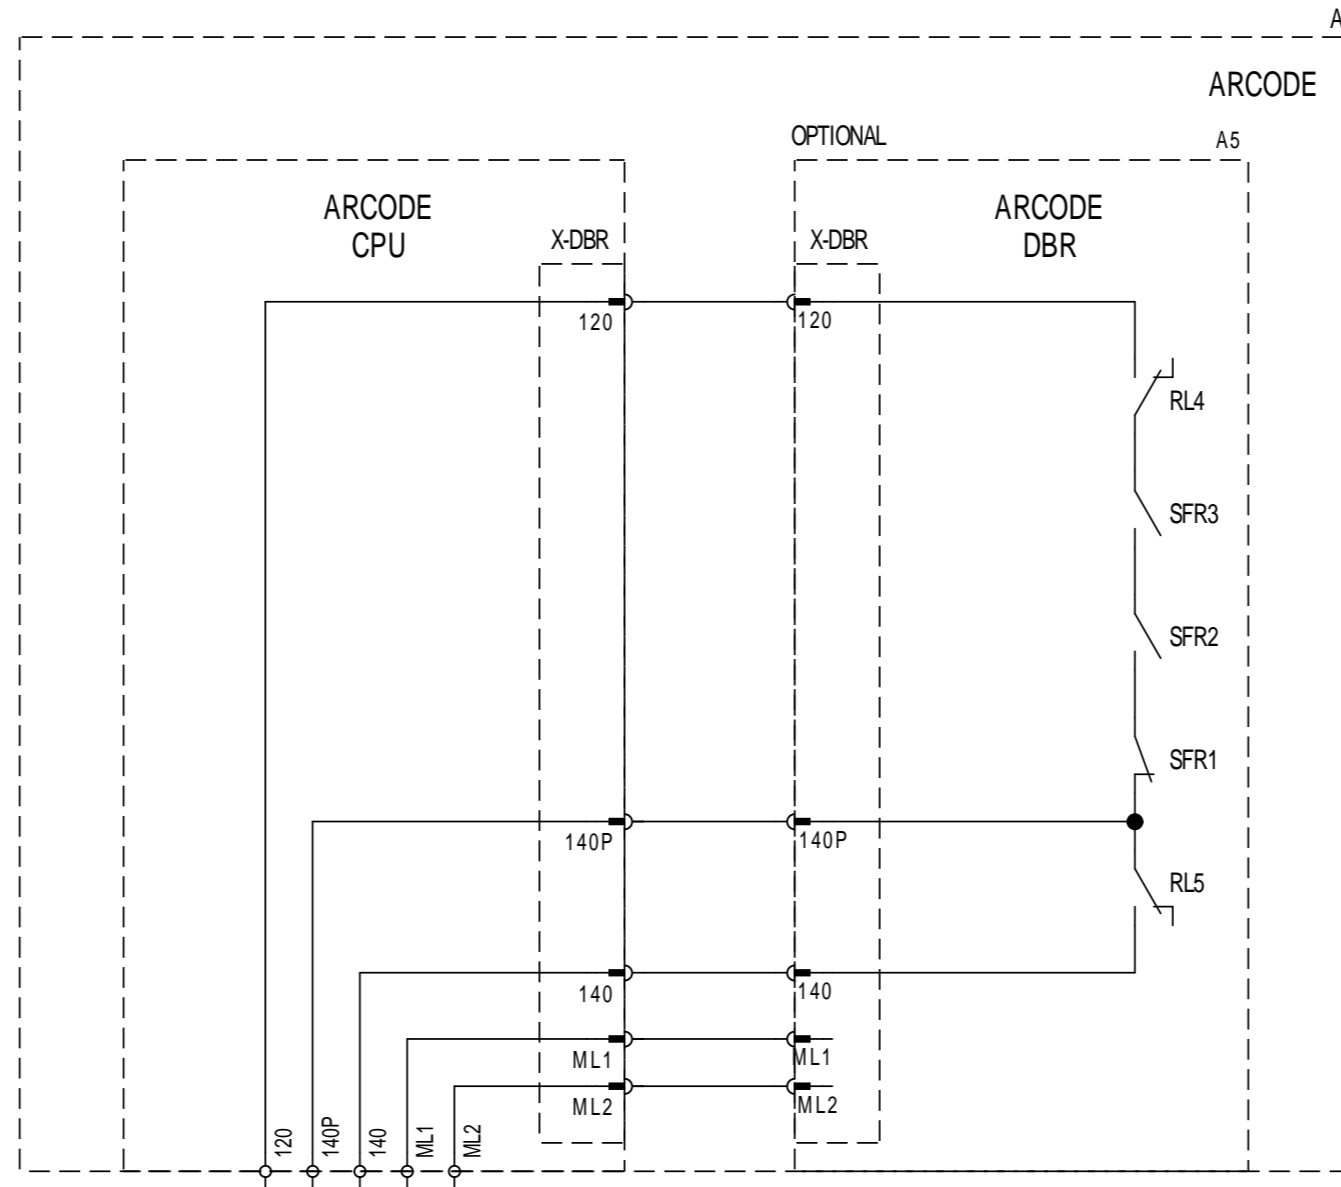 A
ARCODE
OPTIONAL
A5
ARCODE
CPU
X-DBR
X-DBR
ARCODE
DBR
120
120
RL4
SFR3
SFR2
SFR1
140P
140P
RL5
140
140
ML1
ML1
ML2
ML2
120
140P
140
ML1
ML2